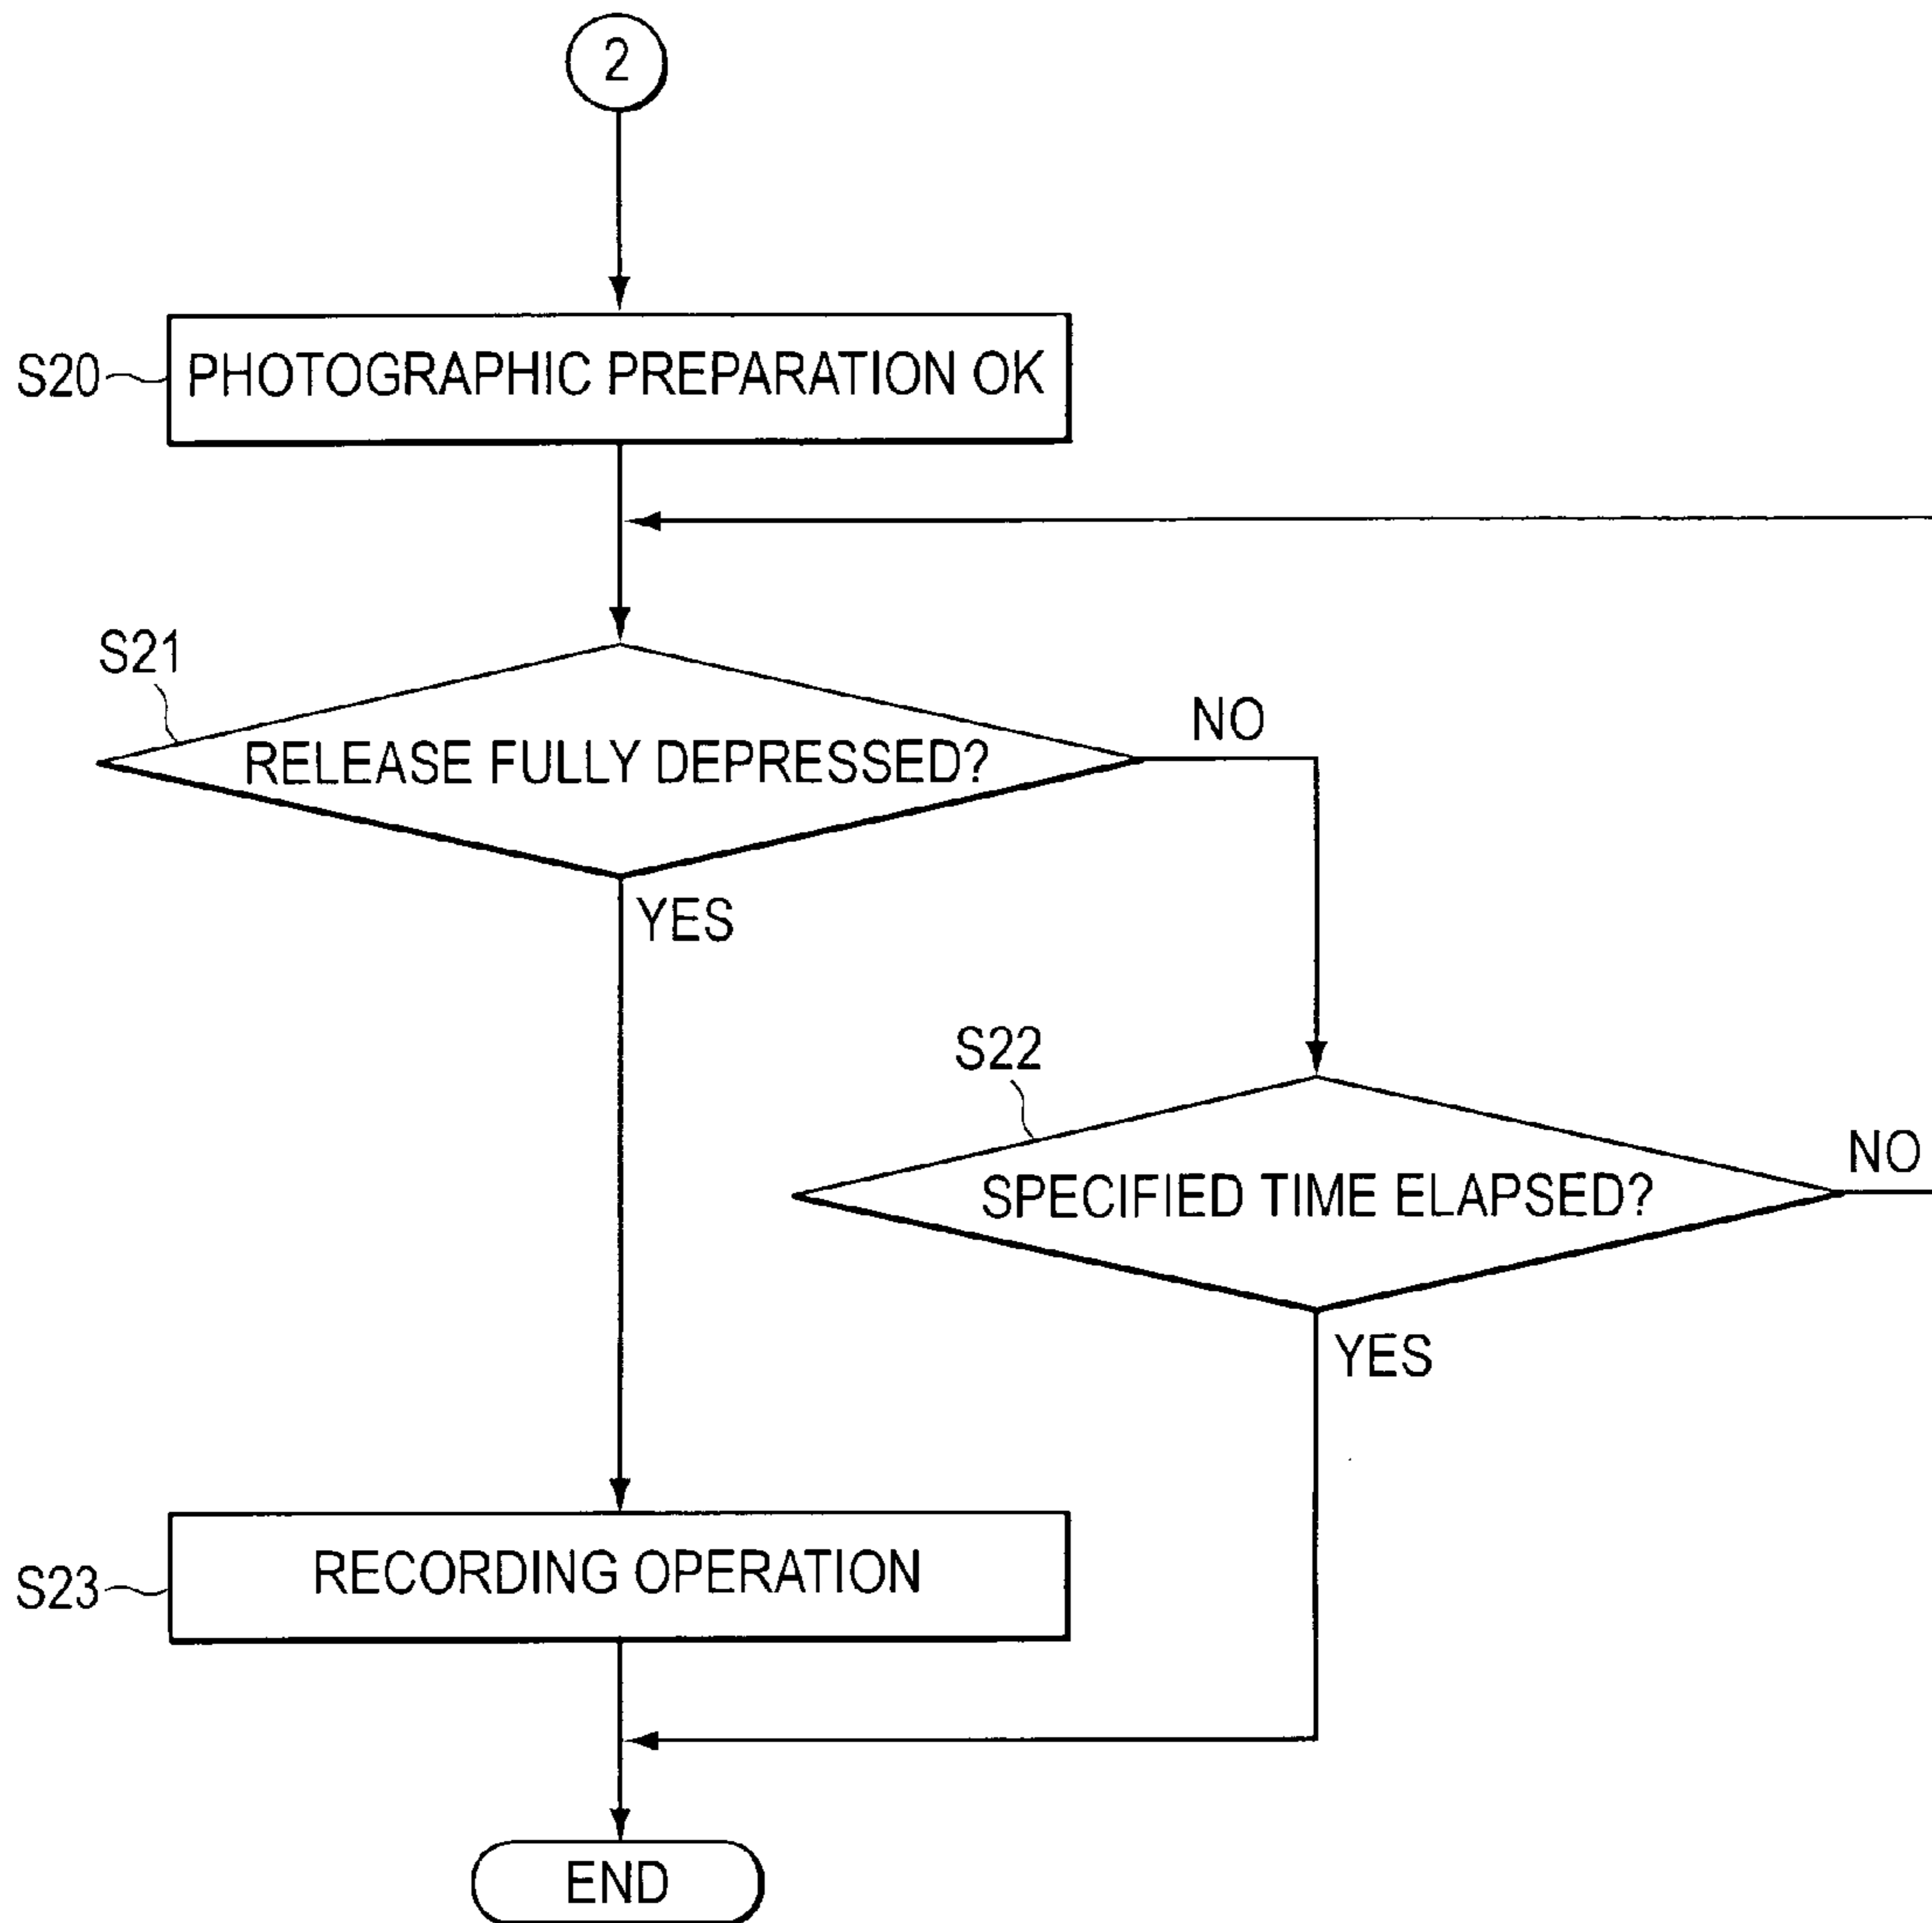 2
S20
PHOTOGRAPHIC PREPARATION OK
S21
RELEASE FULLY DEPRESSED?
NO
YES
S22
SPECIFIED TIME ELAPSED?
NO
YES
S23
RECORDING OPERATION
END